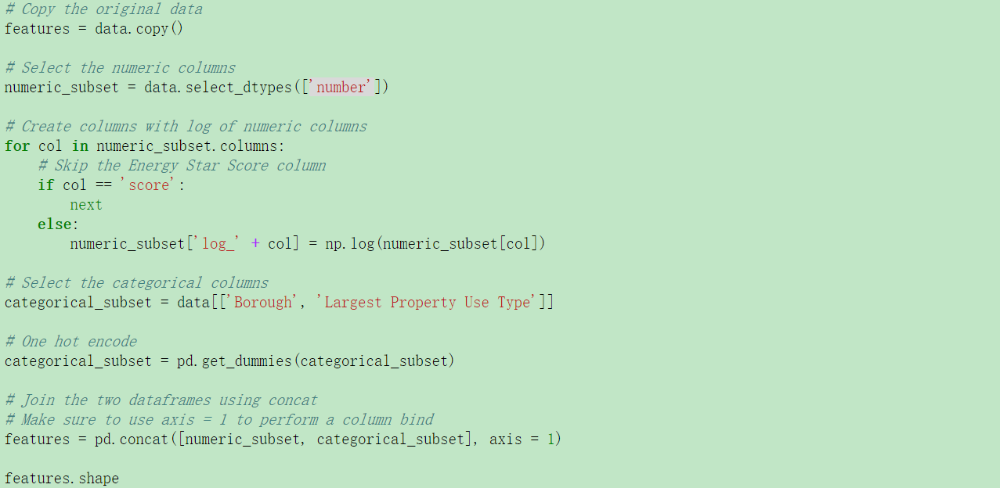 # Copy the original data
features = data.copy()
# Select the numeric columns
numeric_subset = data.select_dtypes(['number'])
# Create columns with log of numeric columns
for col in numeric_subset.columns:
    # Skip the Energy Star Score column
    if col == 'score':
        next
    else:
        numeric_subset['log_' + col] = np.log(numeric_subset[col])
# Select the categorical columns
categorical_subset = data[['Borough', 'Largest Property Use Type']]
# One hot encode
categorical_subset = pd.get_dummies(categorical_subset)
# Join the two dataframes using concat
# Make sure to use axis = 1 to perform a column bind
features = pd.concat([numeric_subset, categorical_subset], axis = 1)
features.shape